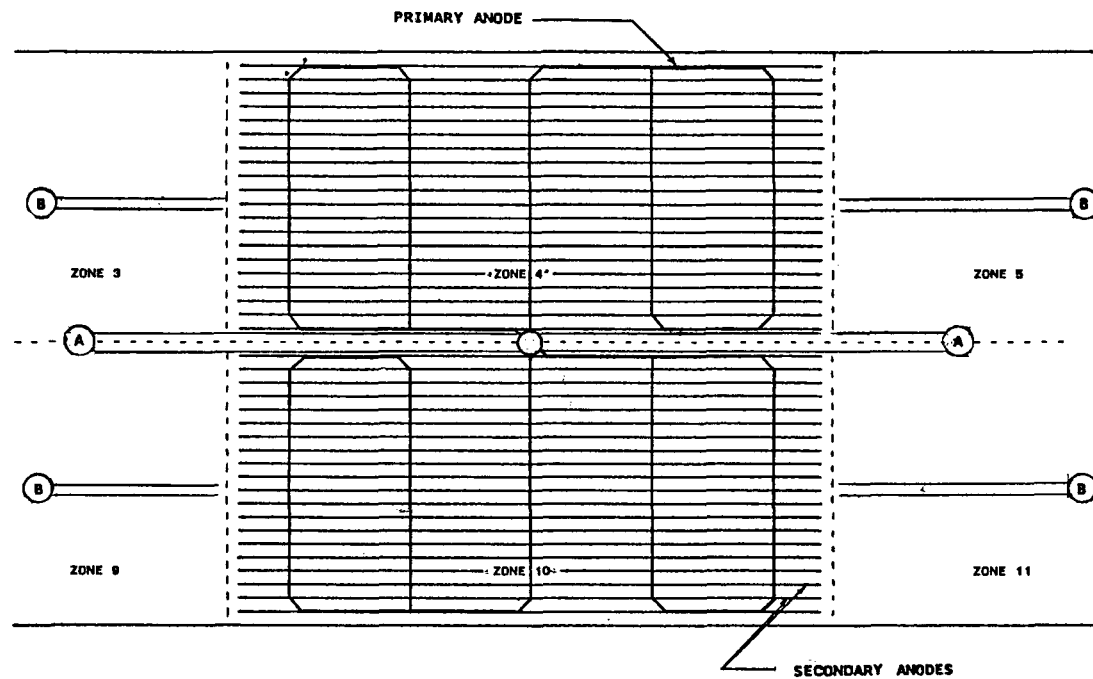 PRIMARY ANODE
B
B
ZONE 3
ZONE 4
ZONE 5
A
A
B
B
ZONE 9
ZONE 10
ZONE 11
SECONDARY ANODES